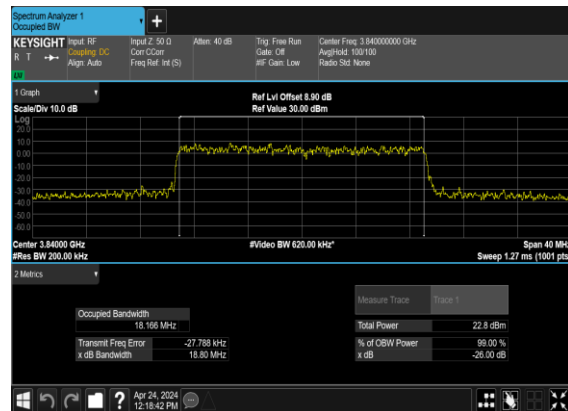 Spectrum Analyzer 1
Occupied BW
KEYSIGHT Input: RF Input Z: 50 Ω Atten: 40 dB Trig: Free Run Center Freq: 3.840000000 GHz
R T Coupling: DC Corr CCorr Gate: Off Avg|Hold: 100/100
Align: Auto Freq Ref: Int (S) #IF Gain: Low Radio Std: None
LW
1 Graph
Ref Lvl Offset 8.90 dB
Scale/Div 10.0 dB Ref Value 30.00 dBm
Log
20.0
10.0
0.00
-10.0
-20.0
-30.0
-40.0
-50.0
-60.0
Center 3.84000 GHz #Video BW 620.00 kHz* Span 40 MHz
#Res BW 200.00 kHz Sweep 1.27 ms (1001 pts
2 Metrics
Measure Trace Trace 1
Occupied Bandwidth
18.166 MHz Total Power 22.8 dBm
Transmit Freq Error -27.788 kHz % of OBW Power 99.00 %
x dB Bandwidth 18.80 MHz x dB -26.00 dB
Apr 24, 2024
12:18:42 PM